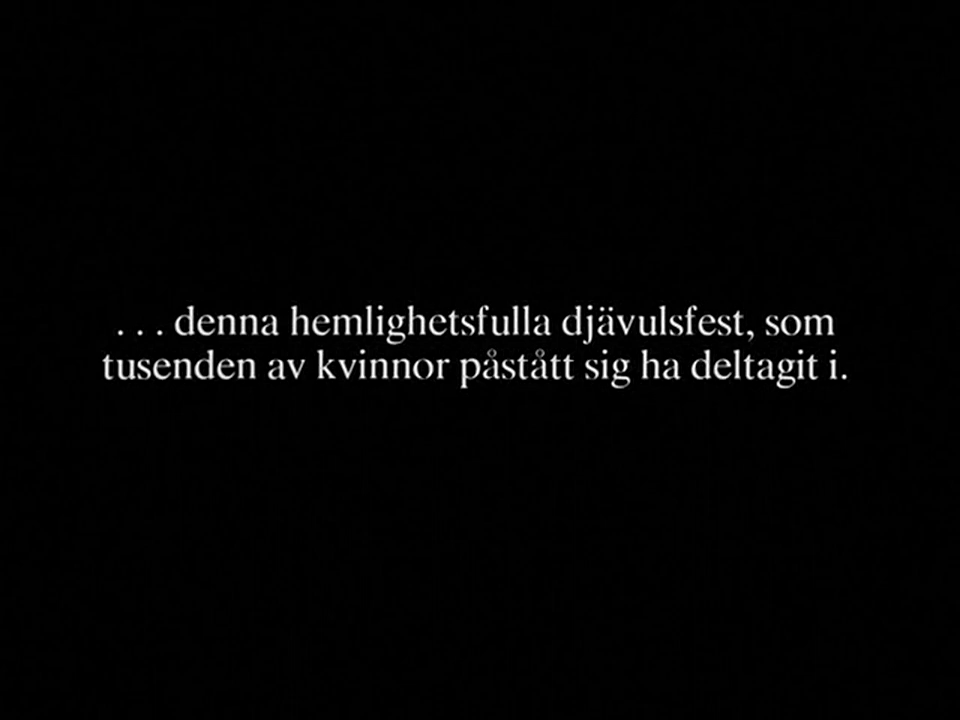 . . . denna hemlighetsfulla djävulsfest, som
tusenden av kvinnor påstått sig ha deltagit i.